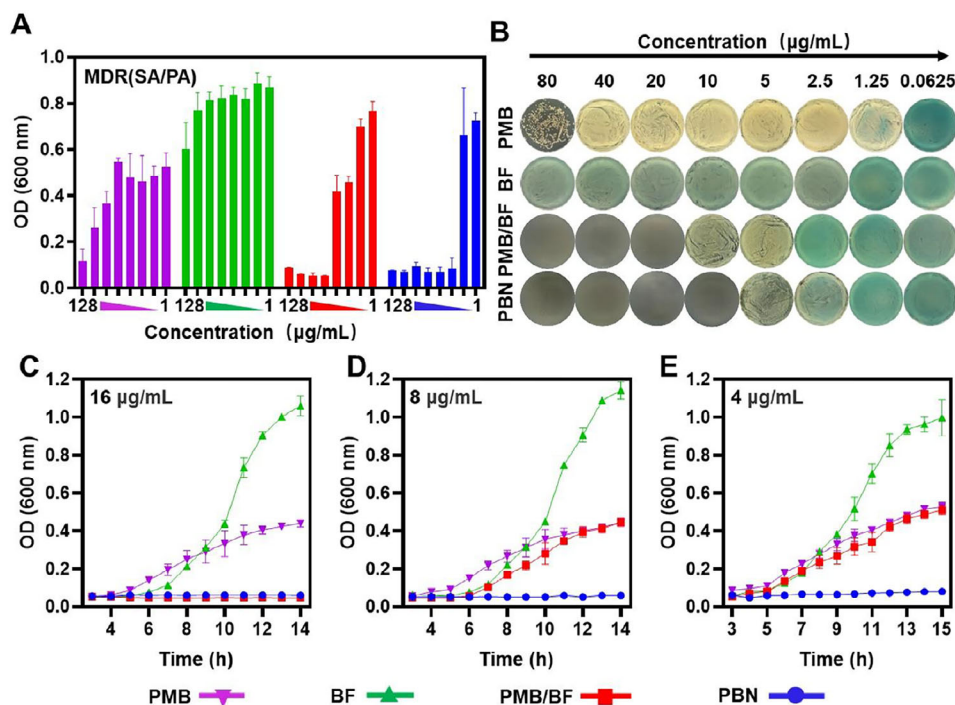 A
MDR(SA/PA)
OD (600 nm)
1.0
0.8
0.6
0.4
0.2
0.0
128 1 128 1 128 1 128 1
Concentration (μg/mL)
B
Concentration (μg/mL)
80 40 20 10 5 2.5 1.25 0.0625
PMB
BF
PMB/BF
PBN
C
16 μg/mL
OD (600 nm)
1.2
1.0
0.8
0.6
0.4
0.2
0.0
4 6 8 10 12 14
Time (h)
D
8 μg/mL
OD (600 nm)
1.2
1.0
0.8
0.6
0.4
0.2
0.0
4 6 8 10 12 14
Time (h)
E
4 μg/mL
OD (600 nm)
1.2
1.0
0.8
0.6
0.4
0.2
0.0
3 5 7 9 11 13 15
Time (h)
PMB BF PMB/BF PBN